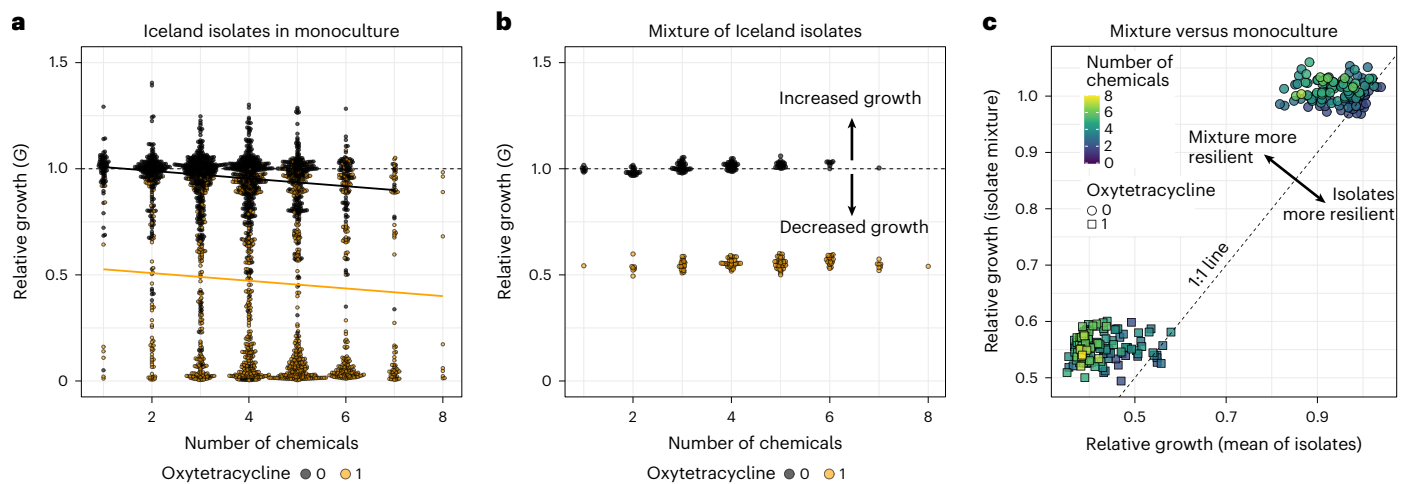 a
Iceland isolates in monoculture
1.5
1.0
0.5
0
Relative growth (G)
2
4
6
8
Number of chemicals
Oxytetracycline 0 1
b
Mixture of Iceland isolates
1.5
1.0
0.5
0
Relative growth (G)
Increased growth
Decreased growth
2
4
6
8
Number of chemicals
Oxytetracycline 0 1
c
Mixture versus monoculture
Number of
chemicals
8
6
4
2
0
Oxytetracycline
0
1
Mixture more
resilient
Isolates
more resilient
1:1 line
1.0
0.9
0.8
0.7
0.6
0.5
Relative growth (isolate mixture)
0.5
0.7
0.9
Relative growth (mean of isolates)